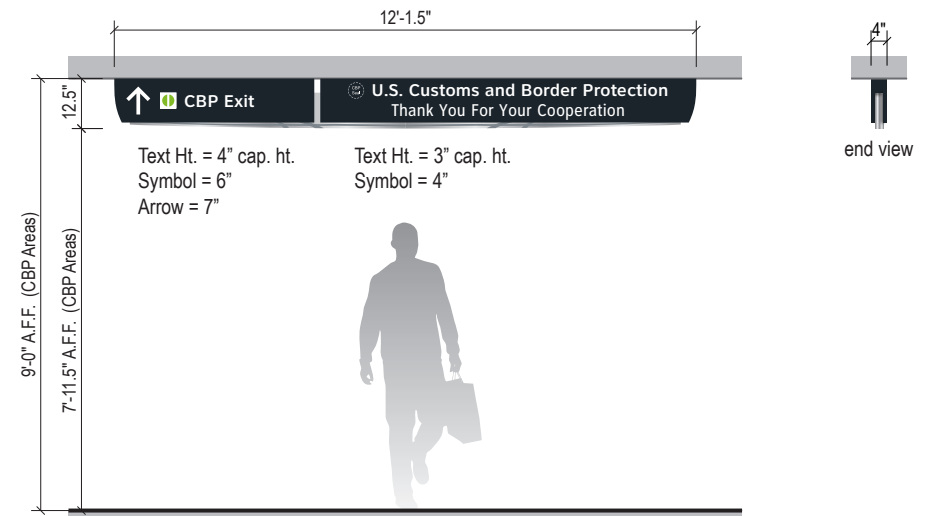 12'-1.5"
4"
12.5"
CBP Exit
CBP
Seal
U.S. Customs and Border Protection
Thank You For Your Cooperation
end view
Text Ht. = 4” cap. ht.
Symbol = 6”
Arrow = 7”
Text Ht. = 3” cap. ht.
Symbol = 4”
9'-0" A.F.F. (CBP Areas)
7'-11.5" A.F.F. (CBP Areas)